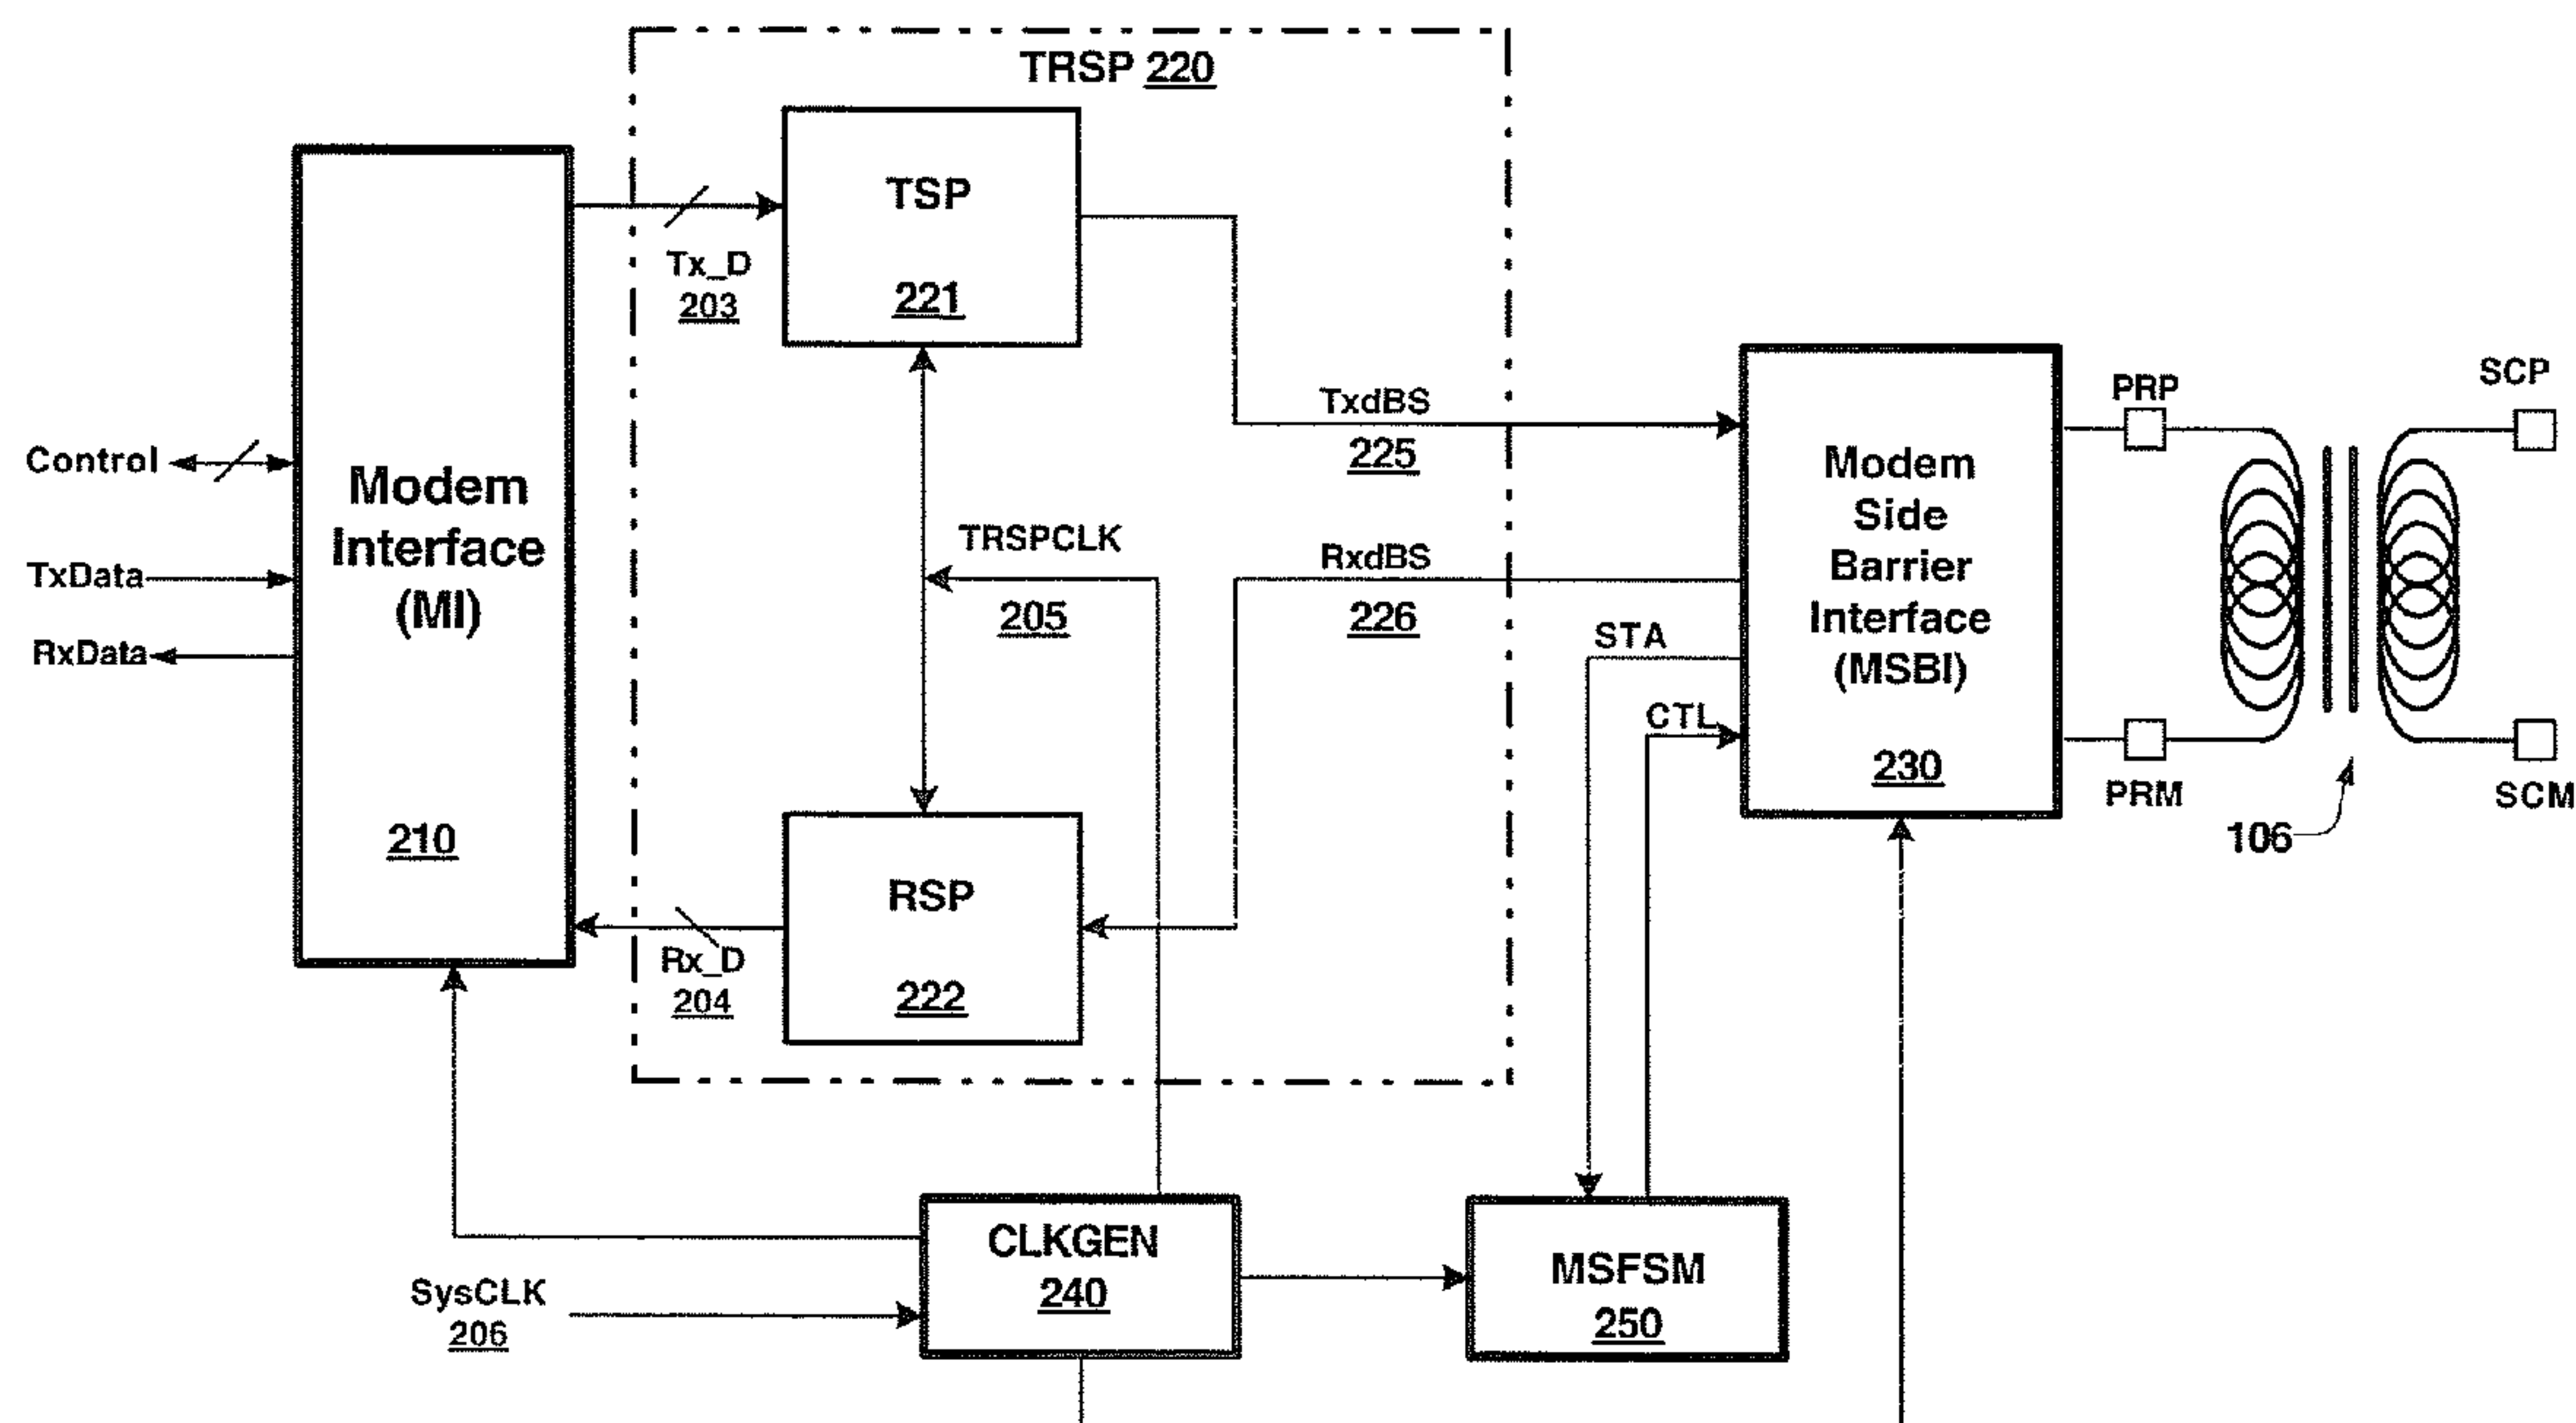 TRSP 220
TSP
221
Tx_D
203
Control
TxData
RxData
Modem
Interface
(MI)
210
TRSPCLK
205
TxdBS
225
RxdBS
226
STA
CTL
Modem
Side
Barrier
Interface
(MSBI)
230
PRP
PRM
SCP
SCM
106
RSP
222
Rx_D
204
SysCLK
206
CLKGEN
240
MSFSM
250